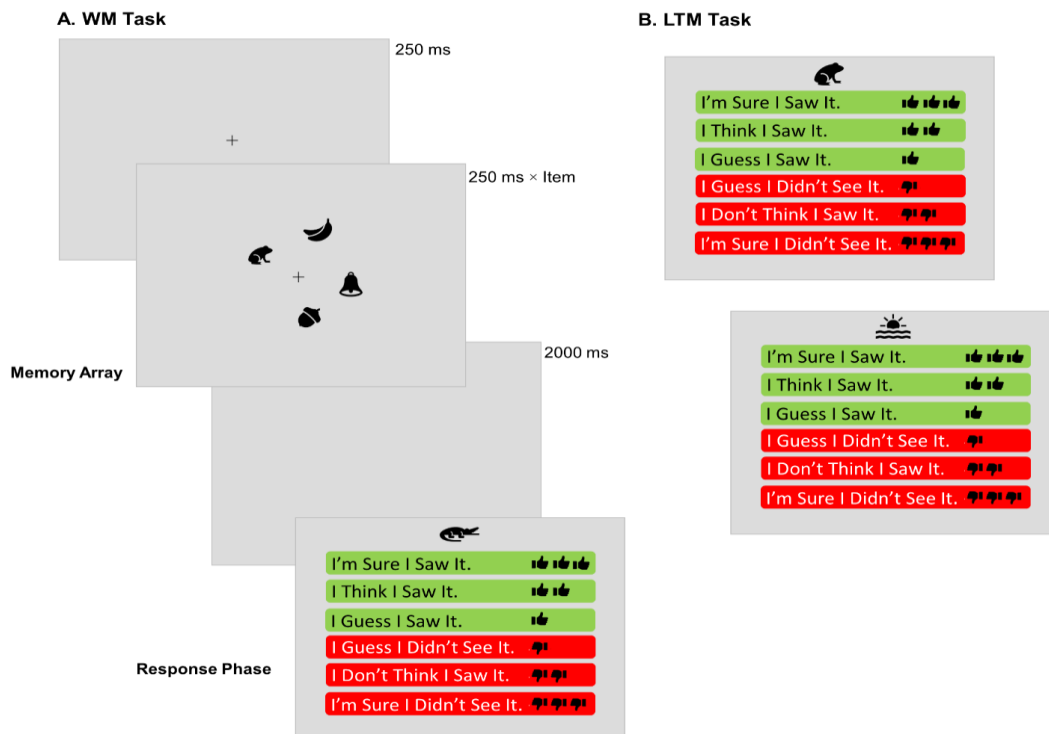 A. WM Task
250 ms
250 ms × Item
Memory Array
2000 ms
I'm Sure I Saw It.
I Think I Saw It.
I Guess I Saw It.
I Guess I Didn't See It.
I Don't Think I Saw It.
I'm Sure I Didn't See It.
Response Phase
B. LTM Task
I'm Sure I Saw It.
I Think I Saw It.
I Guess I Saw It.
I Guess I Didn't See It.
I Don't Think I Saw It.
I'm Sure I Didn't See It.
I'm Sure I Saw It.
I Think I Saw It.
I Guess I Saw It.
I Guess I Didn't See It.
I Don't Think I Saw It.
I'm Sure I Didn't See It.